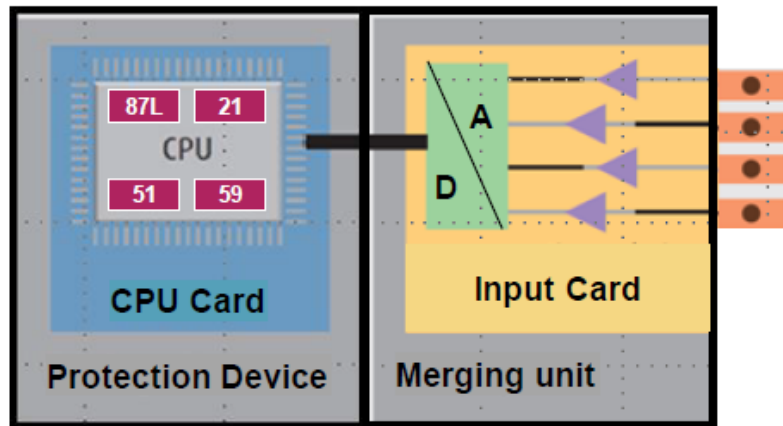 87L 21
CPU
51 59
CPU Card
Protection Device
A
D
Input Card
Merging unit